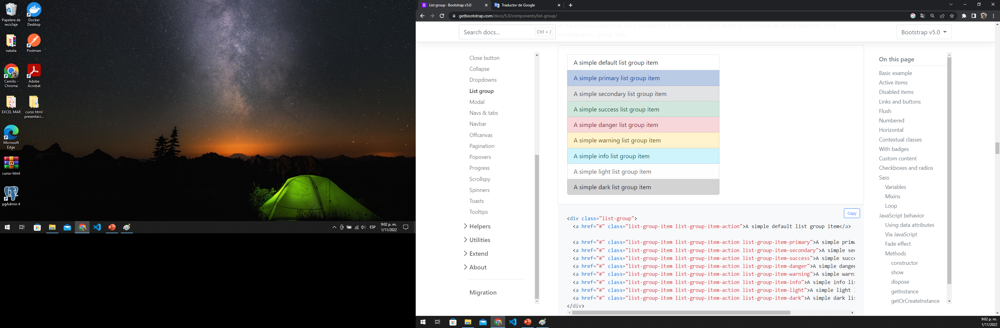 Papelera de
reciclaje
Docker
Desktop
natalia
Postman
Camilo -
Chrome
Adobe
Acrobat
EXCEL MAR
curso html
presentaci...
Microsoft
Edge
curso-html
pgAdmin 4
ESP
9:02 p. m.
1/11/2022
List group · Bootstrap v5.0
Traductor de Google
getbootstrap.com/docs/5.0/components/list-group/
Search docs...
Ctrl + /
in the previous example. Also supported is the .active state; apply it to indicate an active selection on a
contextual list group item.
Bootstrap v5.0
Close button
Collapse
Dropdowns
List group
Modal
Navs & tabs
Navbar
Offcanvas
Pagination
Popovers
Progress
Scrollspy
Spinners
Toasts
Tooltips
Helpers
Utilities
Extend
About
Migration
A simple default list group item
A simple primary list group item
A simple secondary list group item
A simple success list group item
A simple danger list group item
A simple warning list group item
A simple info list group item
A simple light list group item
A simple dark list group item
Copy
<div class="list-group">
<a href="#" class="list-group-item list-group-item-action">A simple default list group item</a>
<a href="#" class="list-group-item list-group-item-action list-group-item-primary">A simple prima
<a href="#" class="list-group-item list-group-item-action list-group-item-secondary">A simple sec
<a href="#" class="list-group-item list-group-item-action list-group-item-success">A simple succe
<a href="#" class="list-group-item list-group-item-action list-group-item-danger">A simple danger
<a href="#" class="list-group-item list-group-item-action list-group-item-warning">A simple warni
<a href="#" class="list-group-item list-group-item-action list-group-item-info">A simple info lis
<a href="#" class="list-group-item list-group-item-action list-group-item-light">A simple light l
<a href="#" class="list-group-item list-group-item-action list-group-item-dark">A simple dark lis
</div>
On this page
Basic example
Active items
Disabled items
Links and buttons
Flush
Numbered
Horizontal
Contextual classes
With badges
Custom content
Checkboxes and radios
Sass
Variables
Mixins
Loop
JavaScript behavior
Using data attributes
Via JavaScript
Fade effect
Methods
constructor
show
dispose
getInstance
getOrCreateInstance
9:02 p. m.
1/11/2022